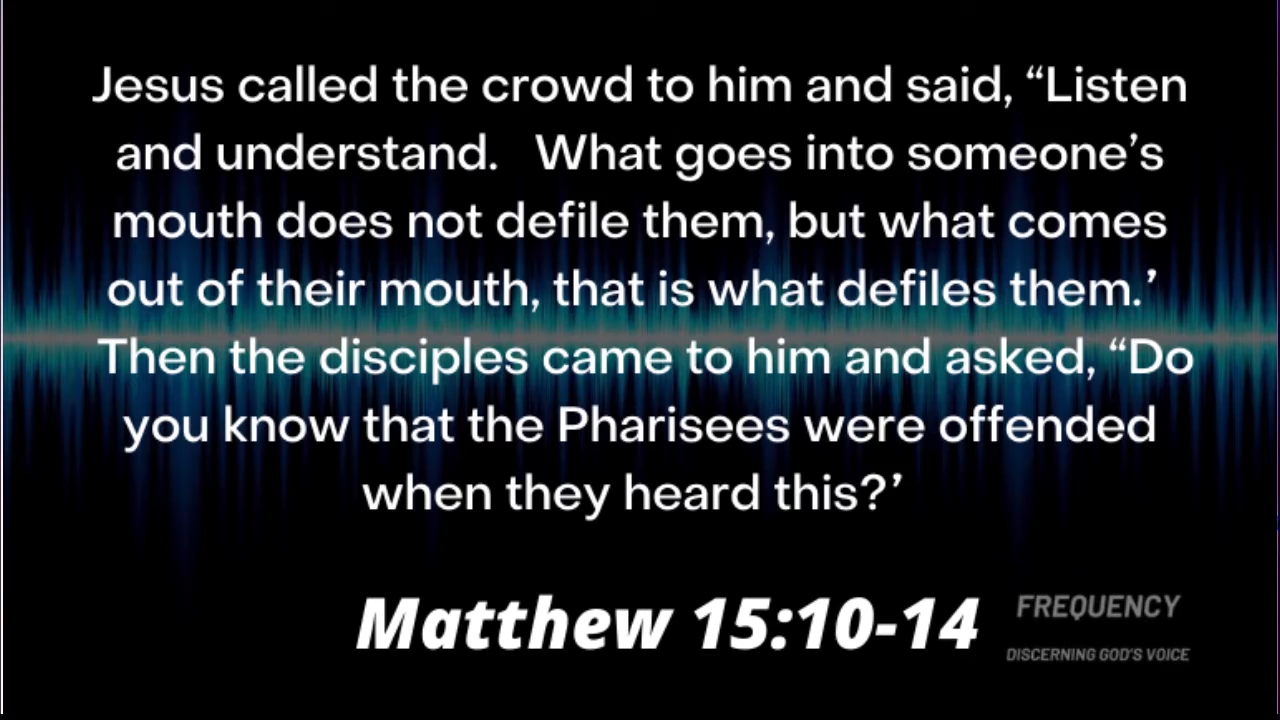 Jesus called the crowd to him and said, “Listen
and understand.   What goes into someone’s
mouth does not defile them, but what comes
out of their mouth, that is what defiles them.’
Then the disciples came to him and asked, “Do
you know that the Pharisees were offended
when they heard this?’
Matthew 15:10-14
FREQUENCY
DISCERNING GOD'S VOICE